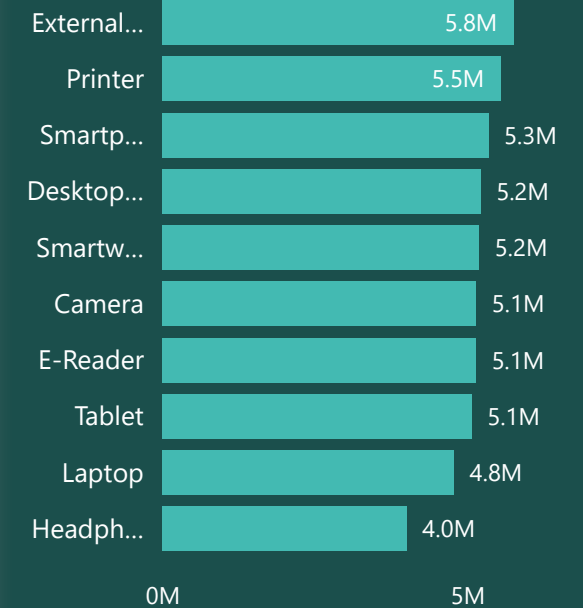 External... 5.8M
Printer 5.5M
Smartp... 5.3M
Desktop... 5.2M
Smartw... 5.2M
Camera 5.1M
E-Reader 5.1M
Tablet 5.1M
Laptop 4.8M
Headph... 4.0M
0M 5M